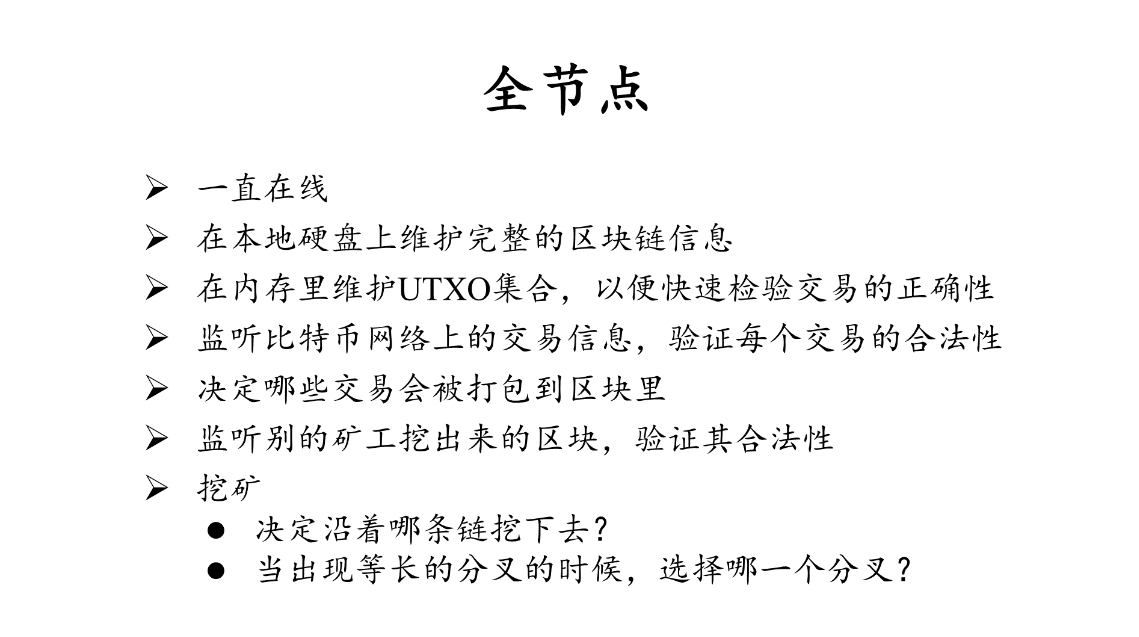 全节点
➢ 一直在线
➢ 在本地硬盘上维护完整的区块链信息
➢ 在内存里维护UTXO集合，以便快速检验交易的正确性
➢ 监听比特币网络上的交易信息，验证每个交易的合法性
➢ 决定哪些交易会被打包到区块里
➢ 监听别的矿工挖出来的区块，验证其合法性
➢ 挖矿
● 决定沿着哪条链挖下去？
● 当出现等长的分叉的时候，选择哪一个分叉？